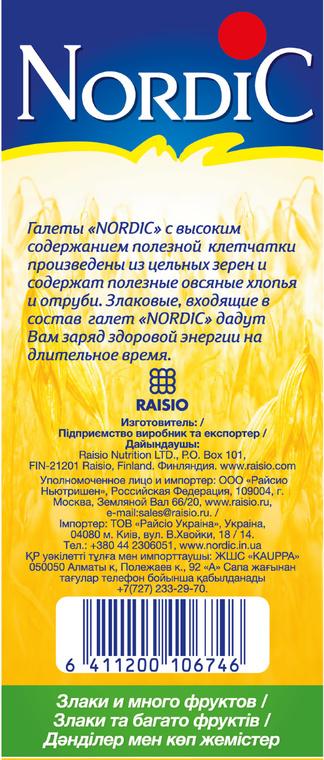 NORDIC
Галеты «NORDIC» с высоким
содержанием полезной клетчатки
произведены из цельных зерен и
содержат полезные овсяные хлопья
и отруби. Злаковые, входящие в
состав галет «NORDIC» дадут
Вам заряд здоровой энергии на
длительное время.
RAISIO
Изготовитель: /
Підприємство виробник та експортер /
Дайындаушы:
Raisio Nutrition LTD., P.O. Box 101,
FIN-21201 Raisio, Finland. Финляндия. www.raisio.com
Уполномоченное лицо и импортер: ООО «Райсио
Ньютришен», Российская Федерация, 109004, г.
Москва, Земляной Вал 66/20, www.raisio.ru,
e-mail:sales@raisio.ru. /
Імпортер: ТОВ «Райсіо Україна», Україна,
04080 м. Київ, вул. В.Хвойки, 18 / 14.
Тел.: +380 44 2306051, www.nordic.in.ua
ҚР уәкілетті тұлға мен импорттаушы: ЖШС «KAUPPA»
050050 Алматы қ, Полежаев к., 92 «А» Сапа жағынан
тағулар телефон бойынша қабылданады
+7(727) 233-29-70.
6 411200 106746
Злаки и много фруктов /
Злаки та багато фруктів /
Дәнділер мен көп жемістер